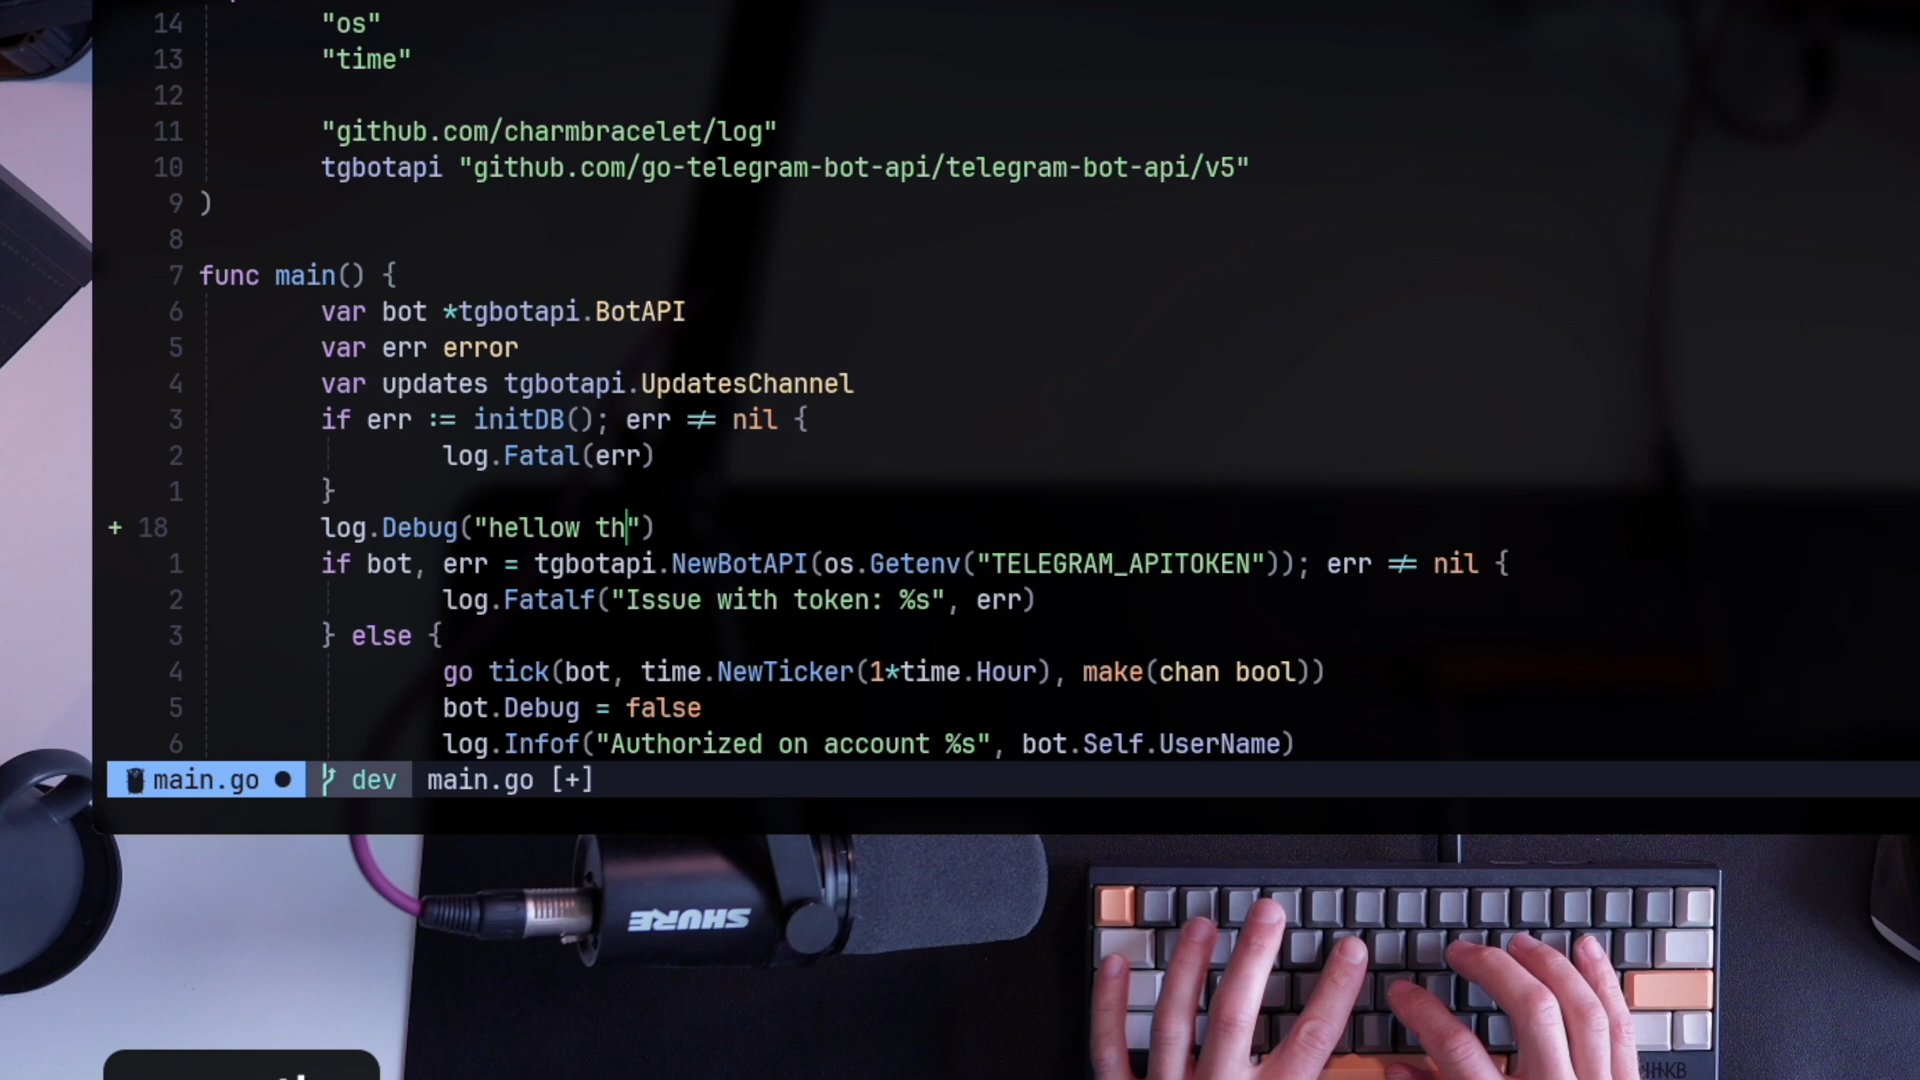 14 "os"
13 "time"
12
11 "github.com/charmbracelet/log"
10 tgbotapi "github.com/go-telegram-bot-api/telegram-bot-api/v5"
9 )
8
7 func main() {
6 var bot *tgbotapi.BotAPI
5 var err error
4 var updates tgbotapi.UpdatesChannel
3 if err := initDB(); err ≠ nil {
2 log.Fatal(err)
1 }
+ 18 log.Debug("hellow th")
1 if bot, err = tgbotapi.NewBotAPI(os.Getenv("TELEGRAM_APITOKEN")); err ≠ nil {
2 log.Fatalf("Issue with token: %s", err)
3 } else {
4 go tick(bot, time.NewTicker(1*time.Hour), make(chan bool))
5 bot.Debug = false
6 log.Infof("Authorized on account %s", bot.Self.UserName)
main.go ● dev main.go [+]
SHURE
HHKB